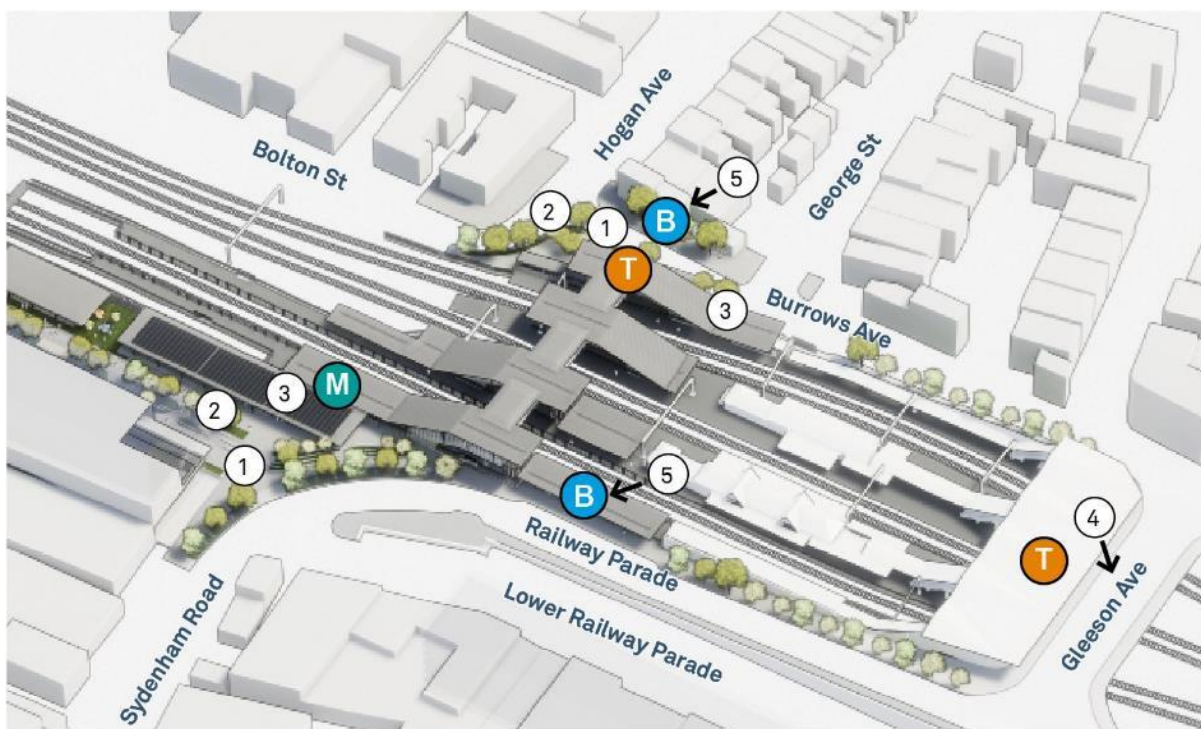 Hogan Ave
Bolton St
George St
5
B
2
1
T
3
Burrows Ave
M
3
2
1
5
B
4
T
Railway Parade
Lower Railway Parade
Gleeson Ave
Sydenham Road